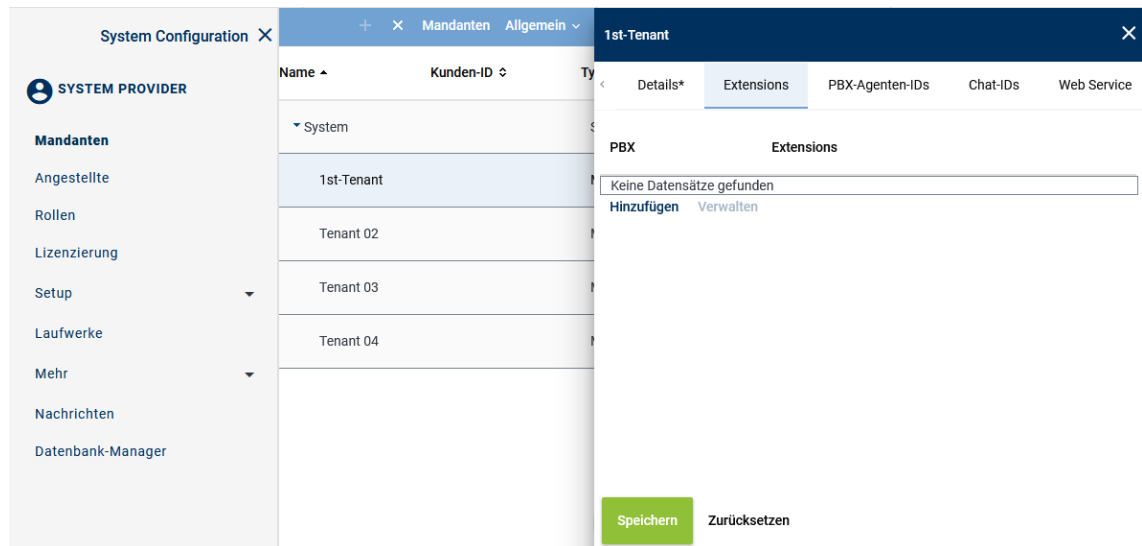 System Configuration
SYSTEM PROVIDER
Mandanten
Angestellte
Rollen
Lizenzierung
Setup
Laufwerke
Mehr
Nachrichten
Datenbank-Manager
Mandanten Allgemein
Name Kunden-ID Ty
System S
1st-Tenant
Tenant 02
Tenant 03
Tenant 04
1st-Tenant
Details* Extensions PBX-Agenten-IDs Chat-IDs Web Service
PBX Extensions
Keine Datensätze gefunden
Hinzufügen Verwalten
Speichern Zurücksetzen